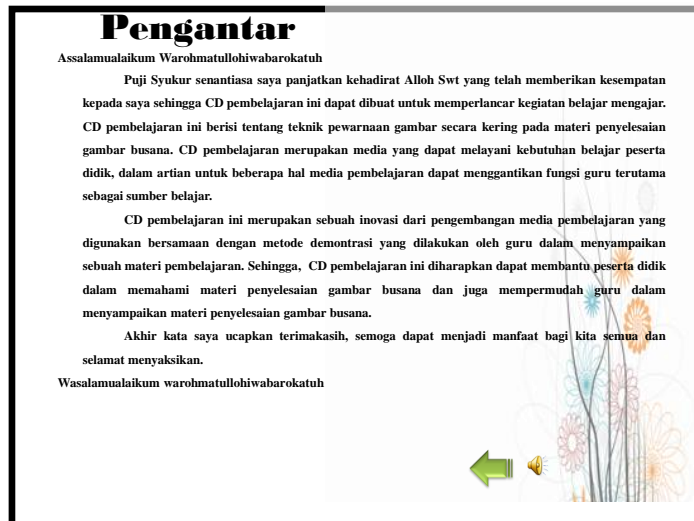 Pengantar
Assalamualaikum Warohmatullohiwabarokatuh
Puji Syukur senantiasa saya panjatkan kehadirat Alloh Swt yang telah memberikan kesempatan
kepada saya sehingga CD pembelajaran ini dapat dibuat untuk memperlancar kegiatan belajar mengajar.
CD pembelajaran ini berisi tentang teknik pewarnaan gambar secara kering pada materi penyelesaian
gambar busana. CD pembelajaran merupakan media yang dapat melayani kebutuhan belajar peserta
didik, dalam artian untuk beberapa hal media pembelajaran dapat menggantikan fungsi guru terutama
sebagai sumber belajar.
CD pembelajaran ini merupakan sebuah inovasi dari pengembangan media pembelajaran yang
digunakan bersamaan dengan metode demontrasi yang dilakukan oleh guru dalam menyampaikan
sebuah materi pembelajaran. Sehingga, CD pembelajaran ini diharapkan dapat membantu peserta didik
dalam memahami materi penyelesaian gambar busana dan juga mempermudah guru dalam
menyampaikan materi penyelesaian gambar busana.
Akhir kata saya ucapkan terimakasih, semoga dapat menjadi manfaat bagi kita semua dan
selamat menyaksikan.
Wasalamualaikum warohmatullohiwabarokatuh